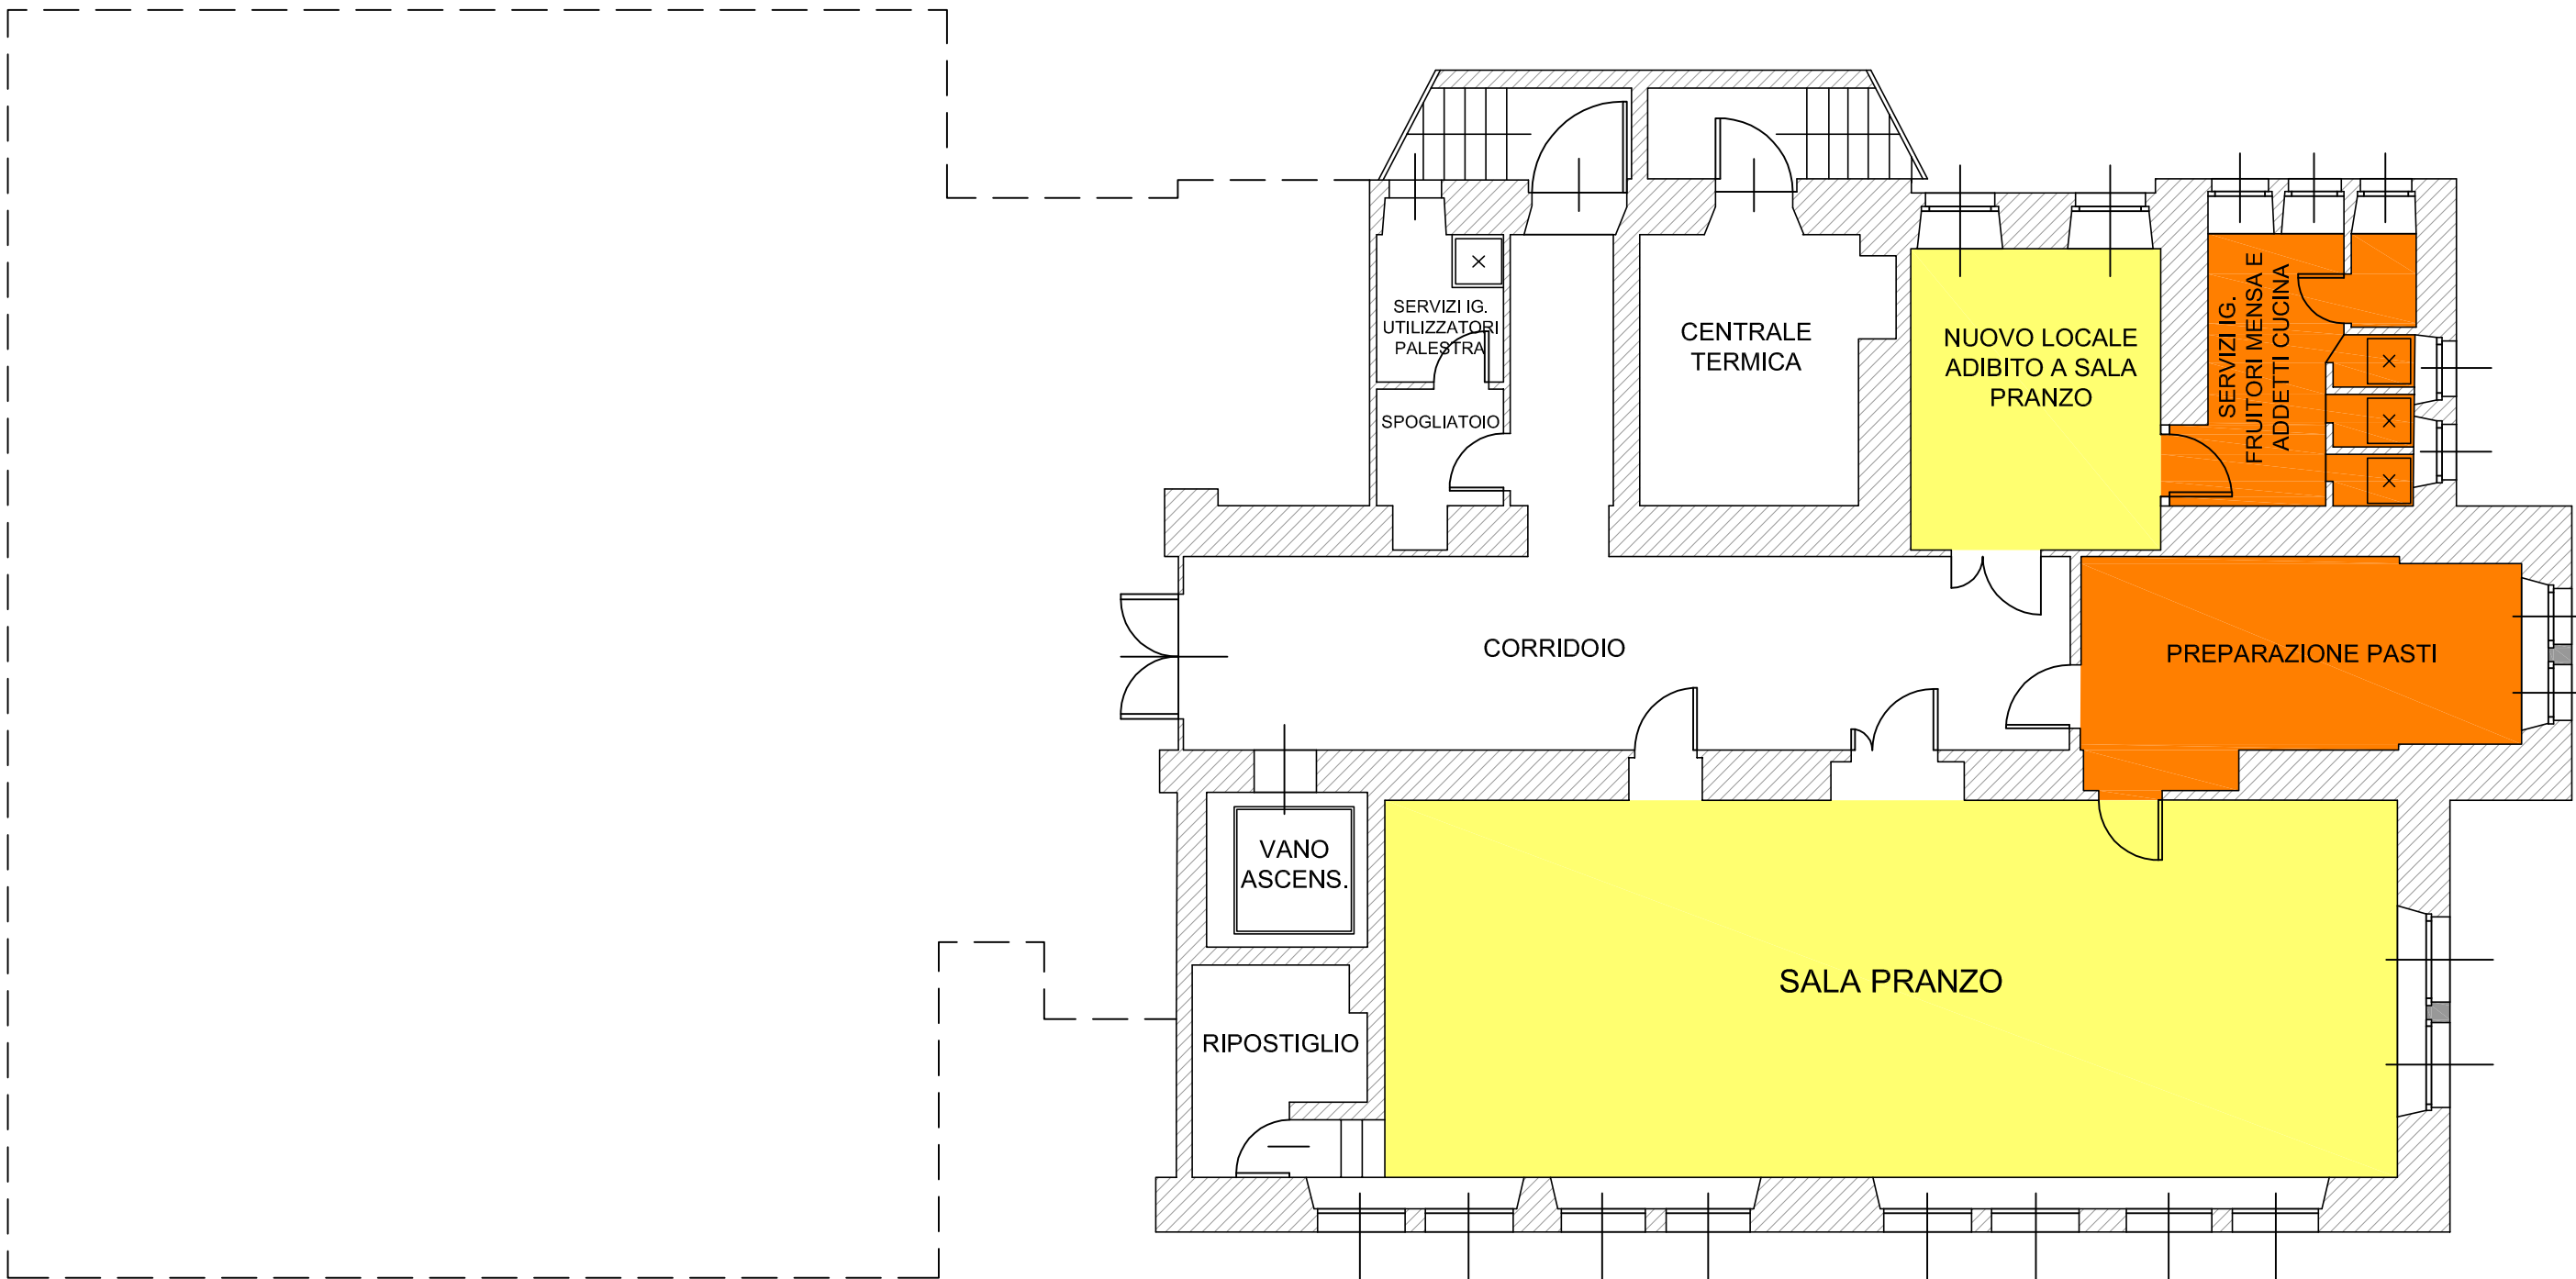 SERVIZI IG.
UTILIZZATORI
PALESTRA
SPOGLIATOIO
CENTRALE
TERMICA
NUOVO LOCALE
ADIBITO A SALA
PRANZO
SERVIZI IG.
FRUITORI MENSA E
ADDETTI CUCINA
CORRIDOIO
PREPARAZIONE PASTI
VANO
ASCENS.
SALA PRANZO
RIPOSTIGLIO